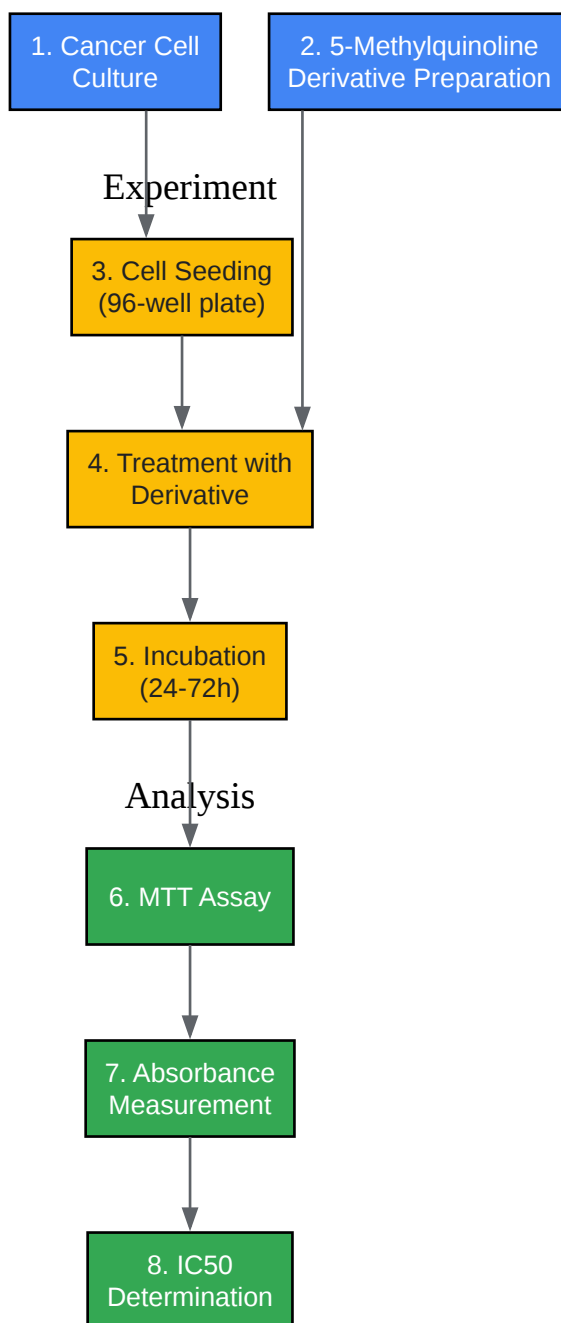 1. Cancer Cell
Culture
2. 5-Methylquinoline
Derivative Preparation
Experiment
3. Cell Seeding
(96-well plate)
4. Treatment with
Derivative
5. Incubation
(24-72h)
Analysis
6. MTT Assay
7. Absorbance
Measurement
8. IC50
Determination